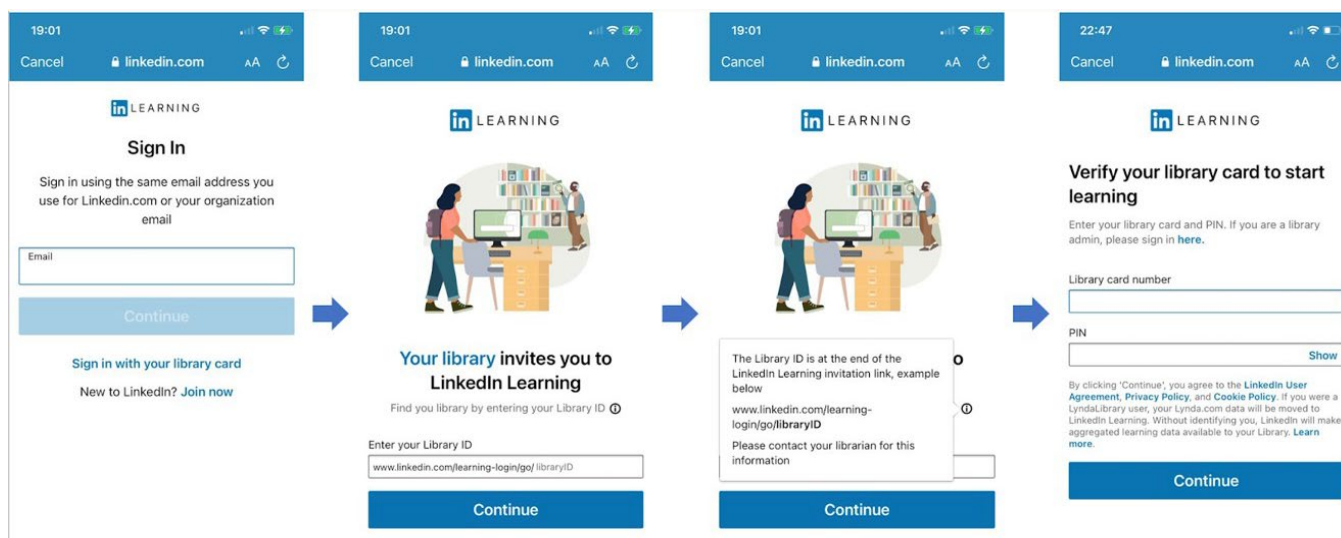 19:01
Cancel
linkedin.com
AA
in LEARNING
Sign In
Sign in using the same email address you
use for Linkedin.com or your organization
email
Email
Continue
Sign in with your library card
New to LinkedIn? Join now
19:01
Cancel
linkedin.com
AA
in LEARNING
Your library invites you to
LinkedIn Learning
Find you library by entering your Library ID
Enter your Library ID
www.linkedin.com/learning-login/go/ libraryID
Continue
19:01
Cancel
linkedin.com
AA
in LEARNING
o
The Library ID is at the end of the
LinkedIn Learning invitation link, example
below
www.linkedin.com/learning-
login/go/libraryID
Please contact your librarian for this
information
Continue
22:47
Cancel
linkedin.com
AA
in LEARNING
Verify your library card to start
learning
Enter your library card and PIN. If you are a library
admin, please sign in here.
Library card number
PIN
Show
By clicking 'Continue', you agree to the LinkedIn User
Agreement, Privacy Policy, and Cookie Policy. If you were a
LyndaLibrary user, your Lynda.com data will be moved to
LinkedIn Learning. Without identifying you, LinkedIn will make
aggregated learning data available to your Library. Learn
more.
Continue